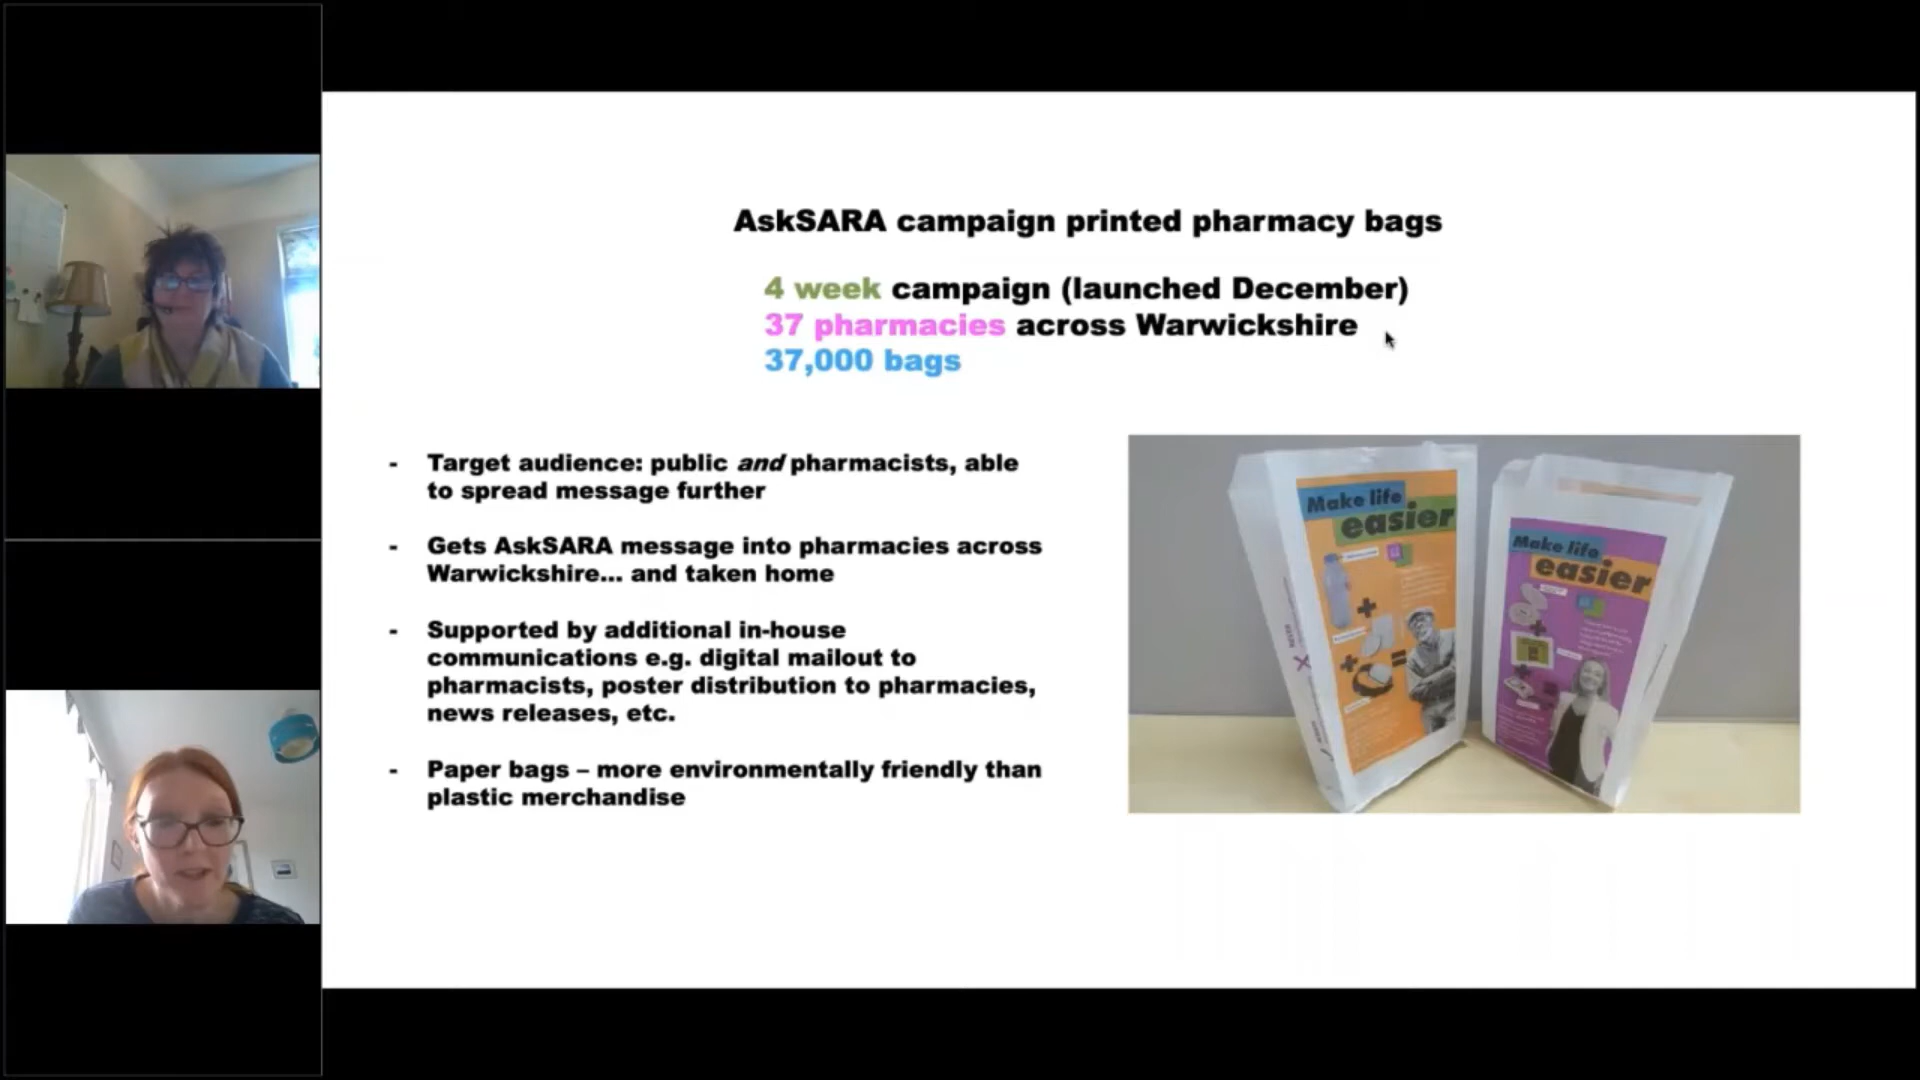 AskSARA campaign printed pharmacy bags
4 week campaign (launched December)
37 pharmacies across Warwickshire
37,000 bags
- Target audience: public and pharmacists, able
to spread message further
- Gets AskSARA message into pharmacies across
Warwickshire... and taken home
- Supported by additional in-house
communications e.g. digital mailout to
pharmacists, poster distribution to pharmacies,
news releases, etc.
- Paper bags – more environmentally friendly than
plastic merchandise
Make life
easier
Make life
easier